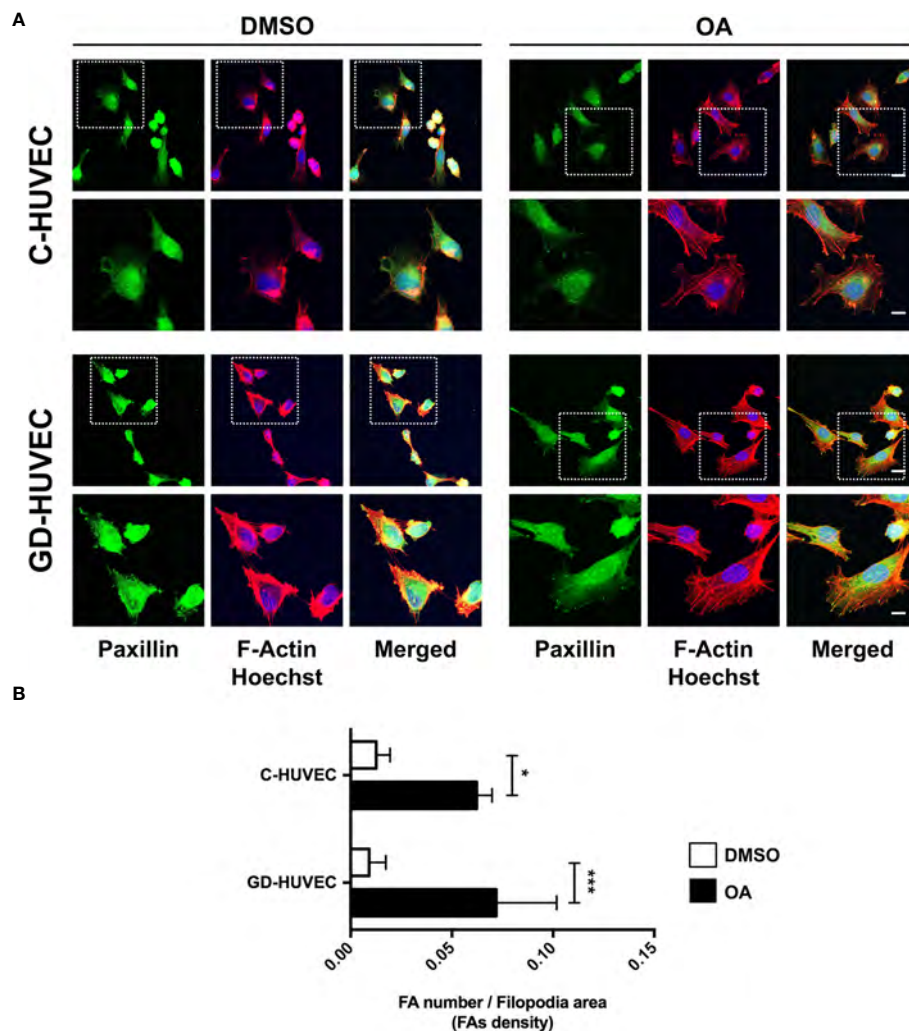 A
DMSO
OA
C-HUVEC
GD-HUVEC
Paxillin
F-Actin
Hoechst
Merged
Paxillin
F-Actin
Hoechst
Merged
B
C-HUVEC
*
GD-HUVEC
***
DMSO
OA
0.00
0.05
0.10
0.15
FA number / Filopodia area
(FAs density)